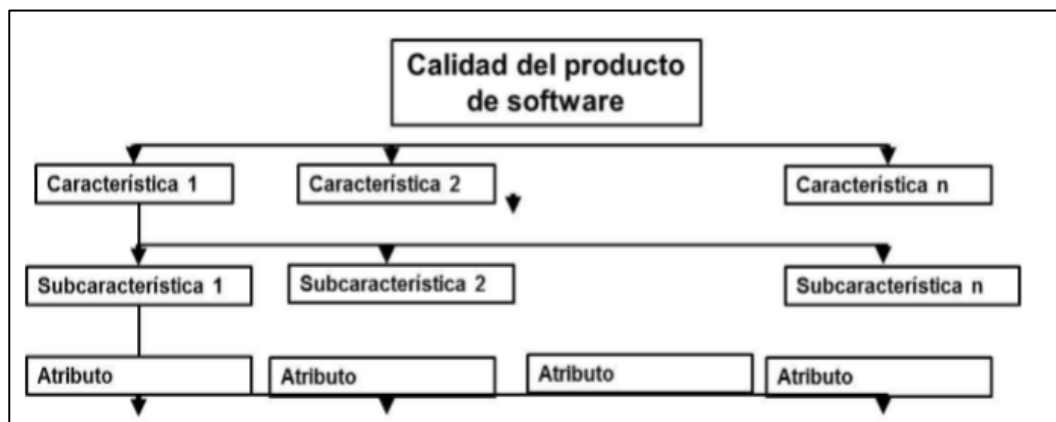 Calidad del producto
de software
Característica 1
Característica 2
Característica n
Subcaracterística 1
Subcaracterística 2
Subcaracterística n
Atributo
Atributo
Atributo
Atributo